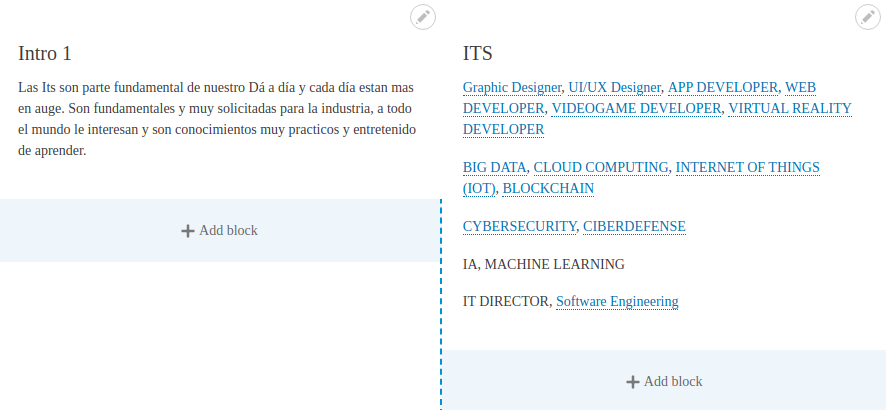 Intro 1
Las Its son parte fundamental de nuestro Dá a día y cada día estan mas
en auge. Son fundamentales y muy solicitadas para la industria, a todo
el mundo le interesan y son conocimientos muy practicos y entretenido
de aprender.
Add block
ITS
Graphic Designer, UI/UX Designer, APP DEVELOPER, WEB
DEVELOPER, VIDEOGAME DEVELOPER, VIRTUAL REALITY
DEVELOPER
BIG DATA, CLOUD COMPUTING, INTERNET OF THINGS
(IOT), BLOCKCHAIN
CYBERSECURITY, CIBERDEFENSE
IA, MACHINE LEARNING
IT DIRECTOR, Software Engineering
Add block